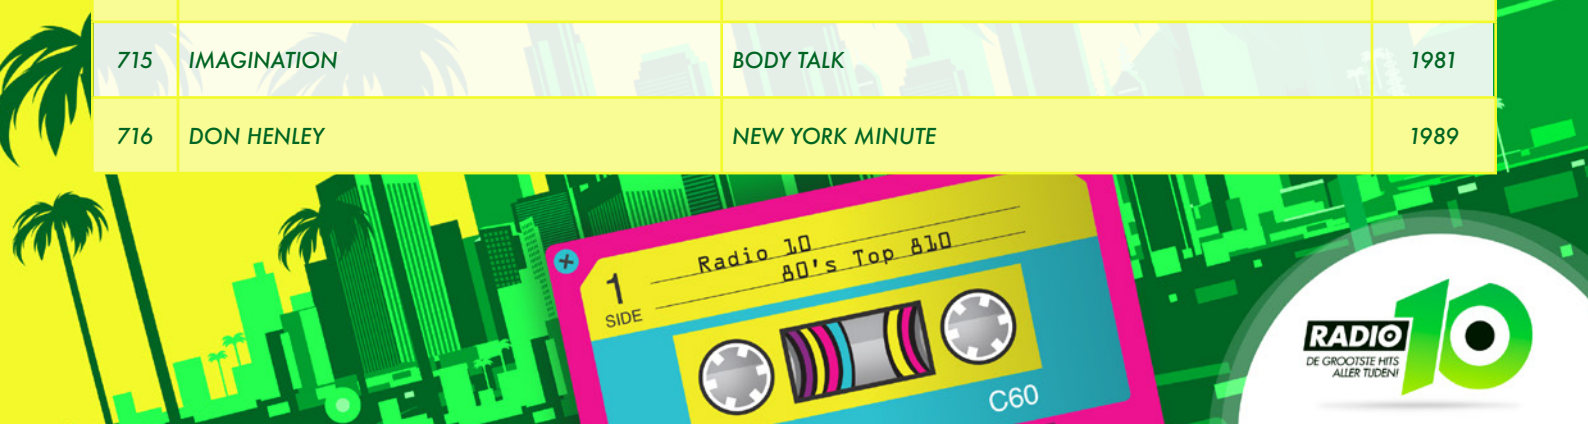 715 IMAGINATION BODY TALK 1981
716 DON HENLEY NEW YORK MINUTE 1989
Radio 10
80's Top 810
1
SIDE
C60
RADIO 10
DE GROOTSTE HITS
ALLER TIJDEN!